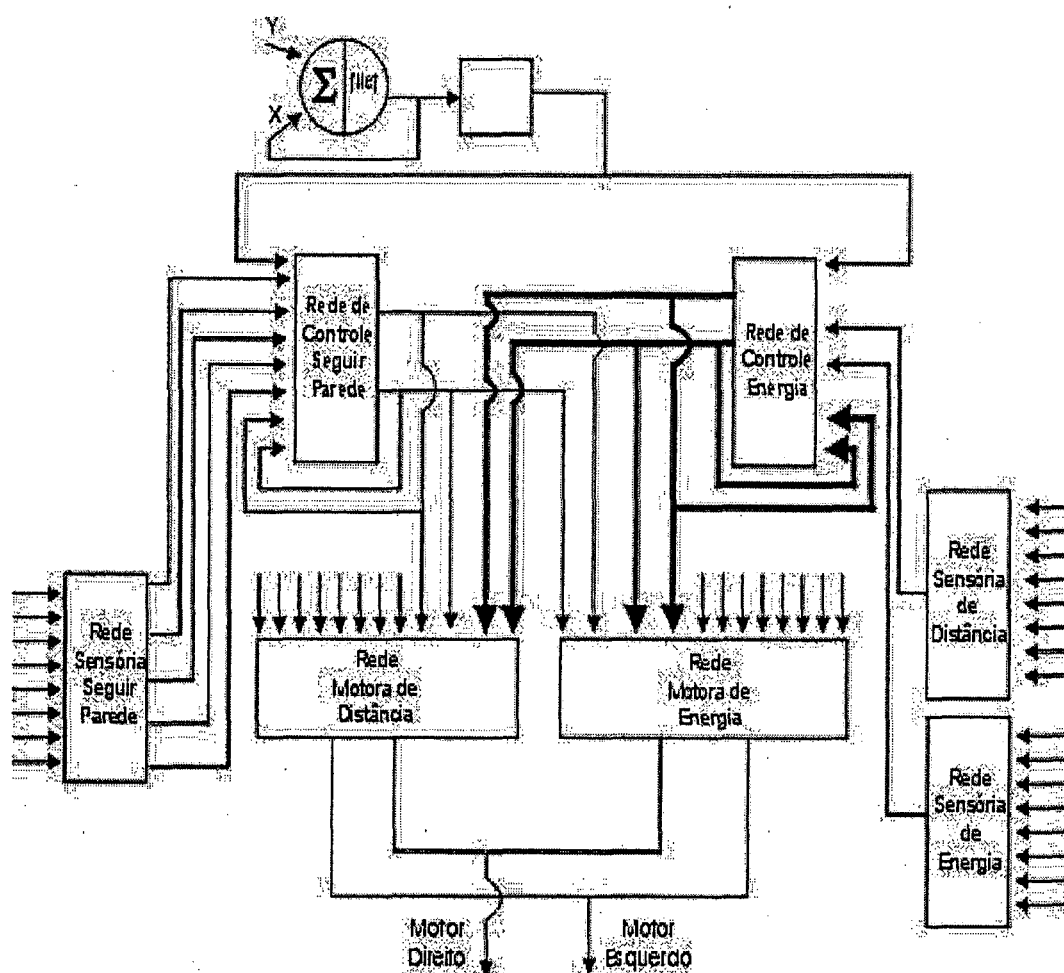 Y
Σ f(net)
X
Rede de
Controle
Seguir
Parede
Rede de
Controle
Energia
Rede
Sensória
Seguir
Parede
Rede
Motora de
Distância
Rede
Motora de
Energia
Rede
Sensória
de
Distância
Rede
Sensória
de
Energia
Motor
Direito
Motor
Esquerdo